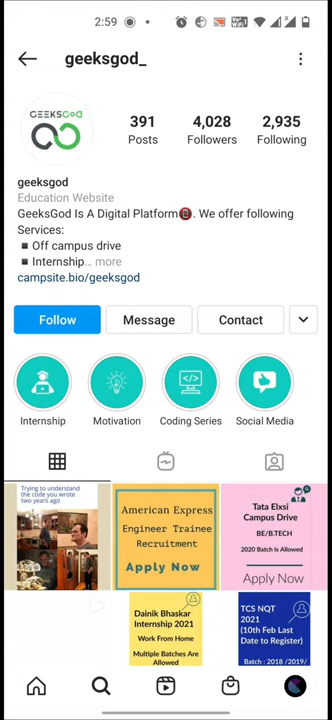 2:59
geeksgod_
GEEKSGOD
391
Posts
4,028
Followers
2,935
Following
geeksgod
Education Website
GeeksGod Is A Digital Platform. We offer following
Services:
▪ Off campus drive
▪ Internship... more
campsite.bio/geeksgod
Follow
Message
Contact
Internship
Motivation
Coding Series
Social Media
Trying to understand
the code you wrote
two years ago
American Express
Engineer Trainee
Recruitment
Apply Now
Tata Elxsi
Campus Drive
BE/B.TECH
2020 Batch Is Allowed
Apply Now
Dainik Bhaskar
Internship 2021
Work From Home
Multiple Batches Are
Allowed
TCS NQT
2021
(10th Feb Last
Date to Register)
Batch : 2018 /2019/